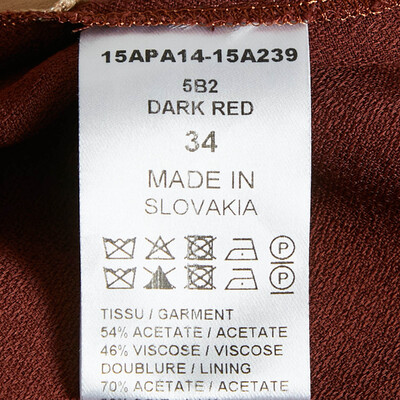 15APA14-15A239
5B2
DARK RED
34
MADE IN
SLOVAKIA
P
P
TISSU / GARMENT
54% ACETATE / ACETATE
46% VISCOSE / VISCOSE
DOUBLURE / LINING
70% ACETATE / ACETATE